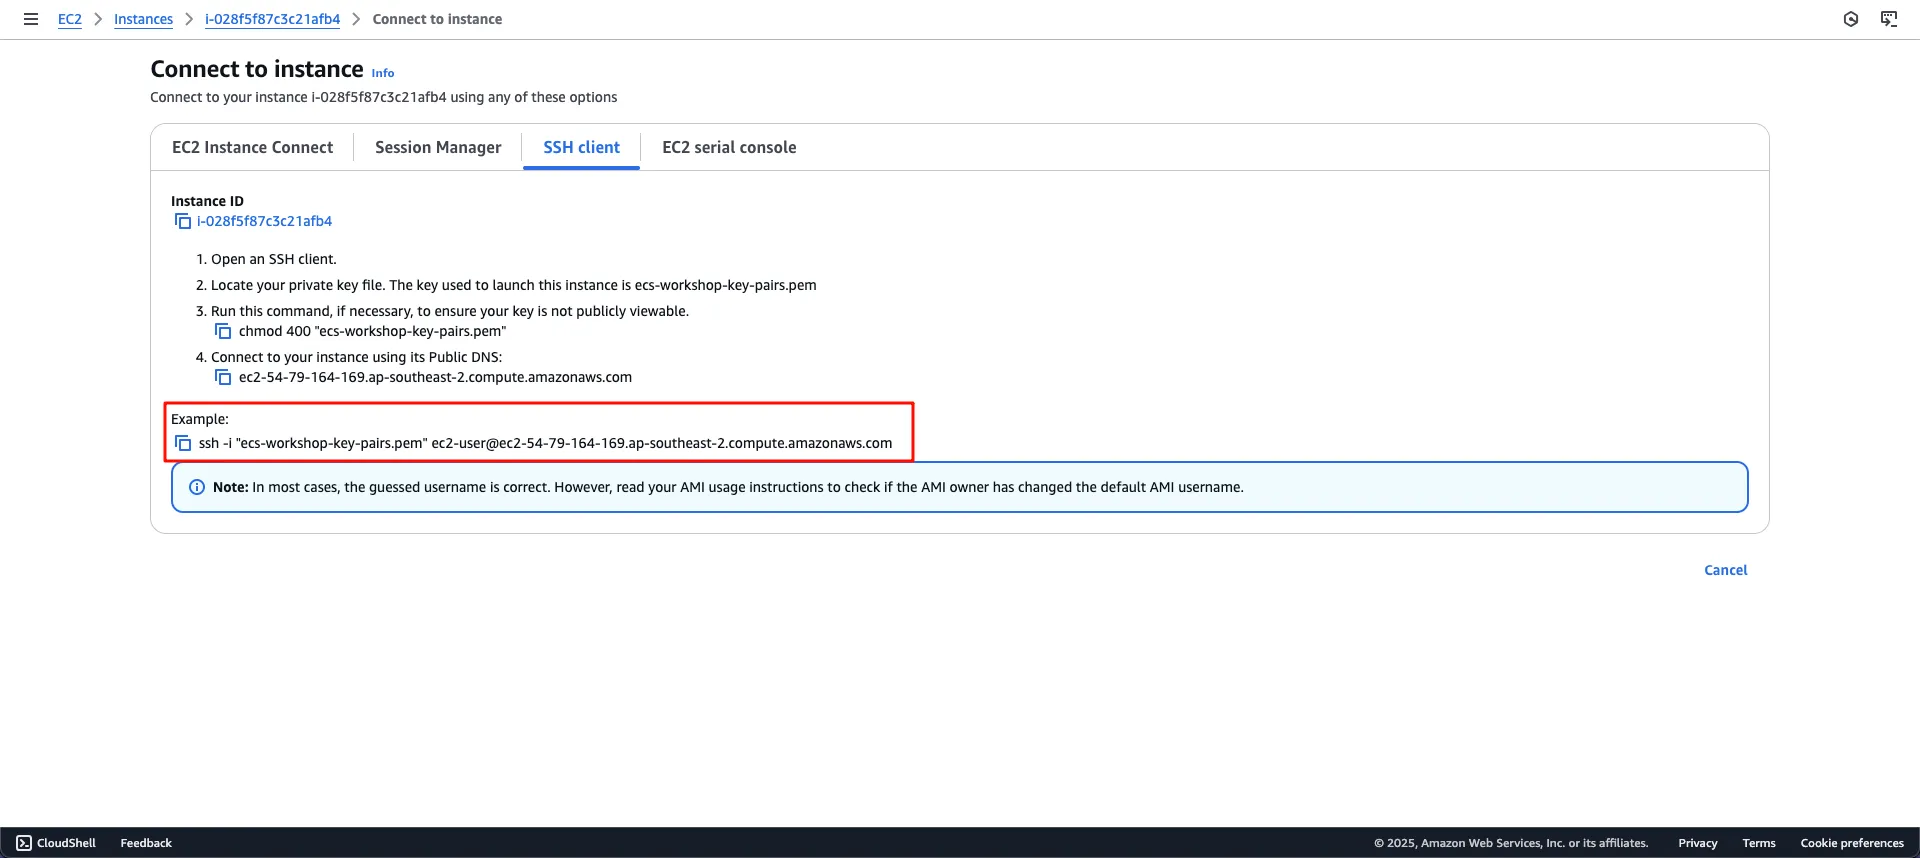 EC2 > Instances > i-028f5f87c3c21afb4 > Connect to instance
Connect to instance Info
Connect to your instance i-028f5f87c3c21afb4 using any of these options
EC2 Instance Connect Session Manager SSH client EC2 serial console
Instance ID
i-028f5f87c3c21afb4
1. Open an SSH client.
2. Locate your private key file. The key used to launch this instance is ecs-workshop-key-pairs.pem
3. Run this command, if necessary, to ensure your key is not publicly viewable.
chmod 400 "ecs-workshop-key-pairs.pem"
4. Connect to your instance using its Public DNS:
ec2-54-79-164-169.ap-southeast-2.compute.amazonaws.com
Example:
ssh -i "ecs-workshop-key-pairs.pem" ec2-user@ec2-54-79-164-169.ap-southeast-2.compute.amazonaws.com
Note: In most cases, the guessed username is correct. However, read your AMI usage instructions to check if the AMI owner has changed the default AMI username.
Cancel
CloudShell Feedback © 2025, Amazon Web Services, Inc. or its affiliates. Privacy Terms Cookie preferences